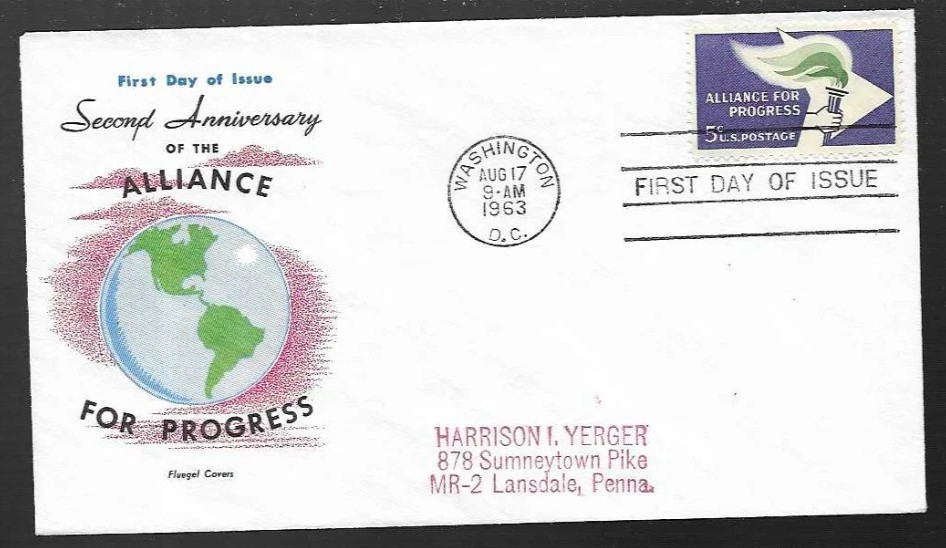 First Day of Issue
Second Anniversary
OF THE
ALLIANCE
FOR PROGRESS
Fluegel Covers
WASHINGTON
AUG 17
9-AM
1963
D.C.
ALLIANCE FOR
PROGRESS
5c U.S. POSTAGE
FIRST DAY OF ISSUE
HARRISON I. YERGER
878 Sumneytown Pike
MR-2 Lansdale, Penna.